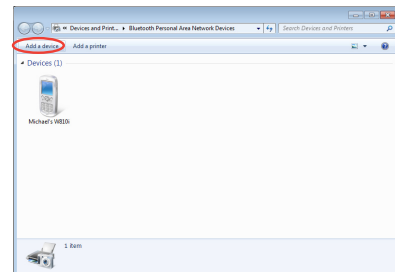 « Devices and Print... ▸ Bluetooth Personal Area Network Devices
Search Devices and Printers
Add a device Add a printer
Devices (1)
Michael's W810i
1 item